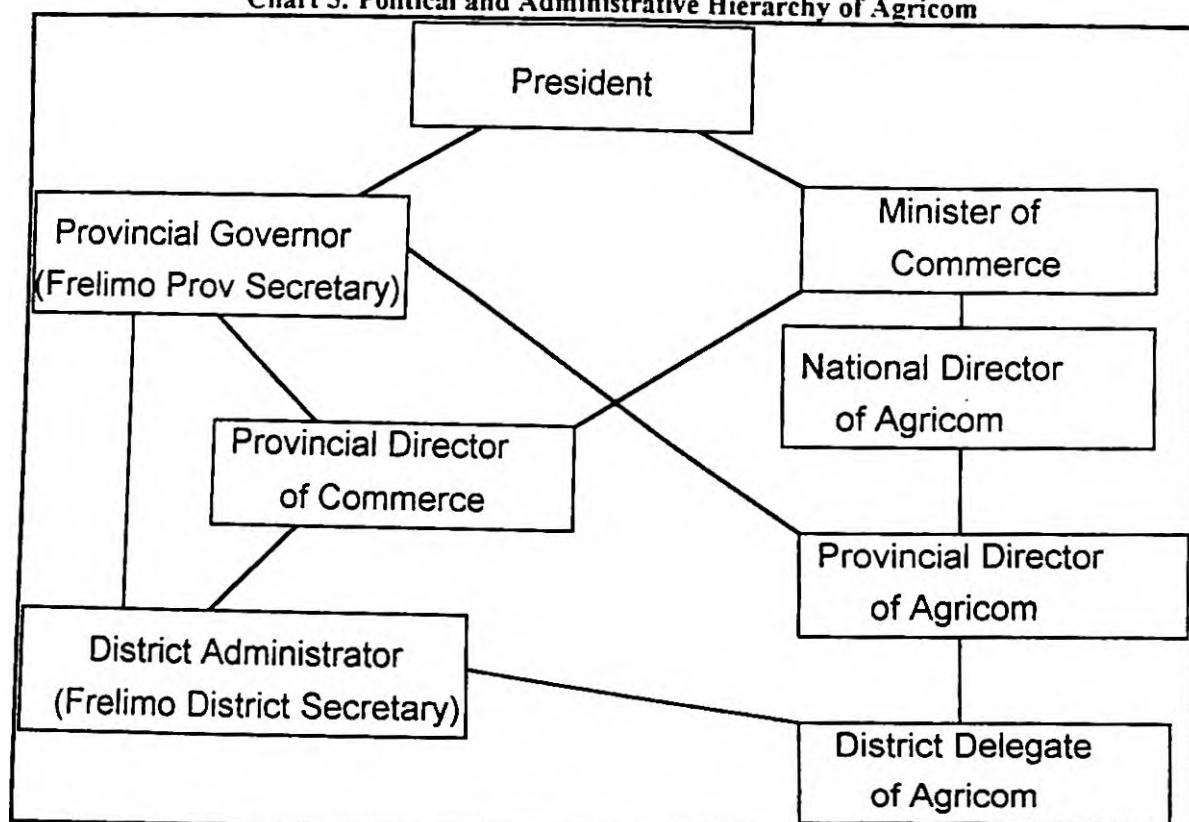 Chart 3. Political and Administrative Hierarchy of Agricom
President
Provincial Governor
(Frelimo Prov Secretary)
Minister of
Commerce
National Director
of Agricom
Provincial Director
of Commerce
Provincial Director
of Agricom
District Administrator
(Frelimo District Secretary)
District Delegate
of Agricom